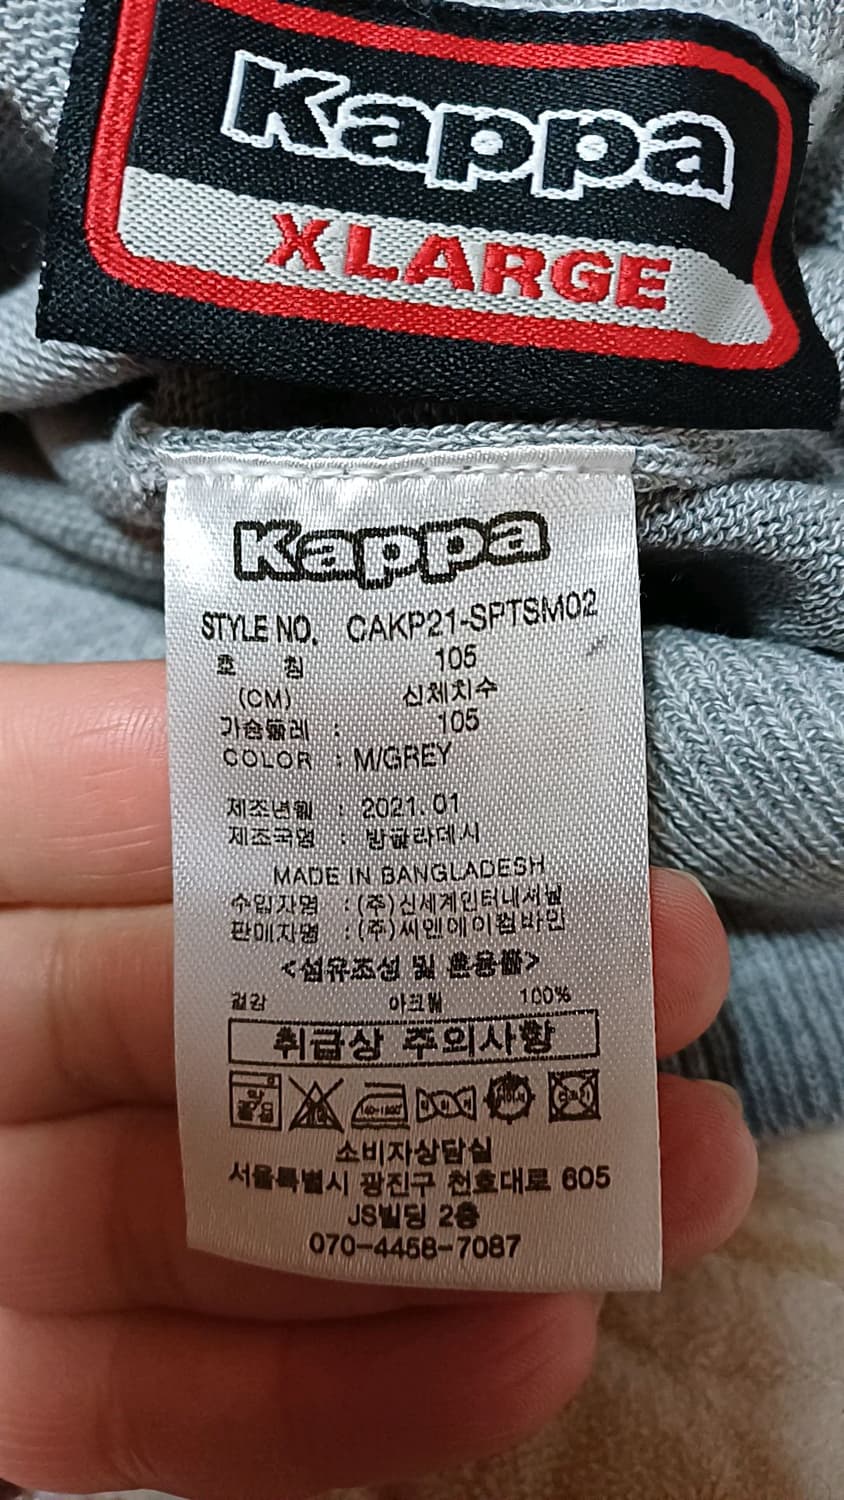 Kappa
XLARGE
Kappa
STYLE NO. CAKP21-SPTSM02
호 칭 105
(CM) 신체치수
가슴둘레 : 105
COLOR : M/GREY
제조년월 : 2021.01
제조국명 : 방글라데시
MADE IN BANGLADESH
수입자명 : (주)신세계인터내셔널
판매자명 : (주)씨앤에이컴바인
<섬유조성 및 혼용율>
겉감 아크릴 100%
취급상 주의사항
소비자상담실
서울특별시 광진구 천호대로 605
JS빌딩 2층
070-4458-7087